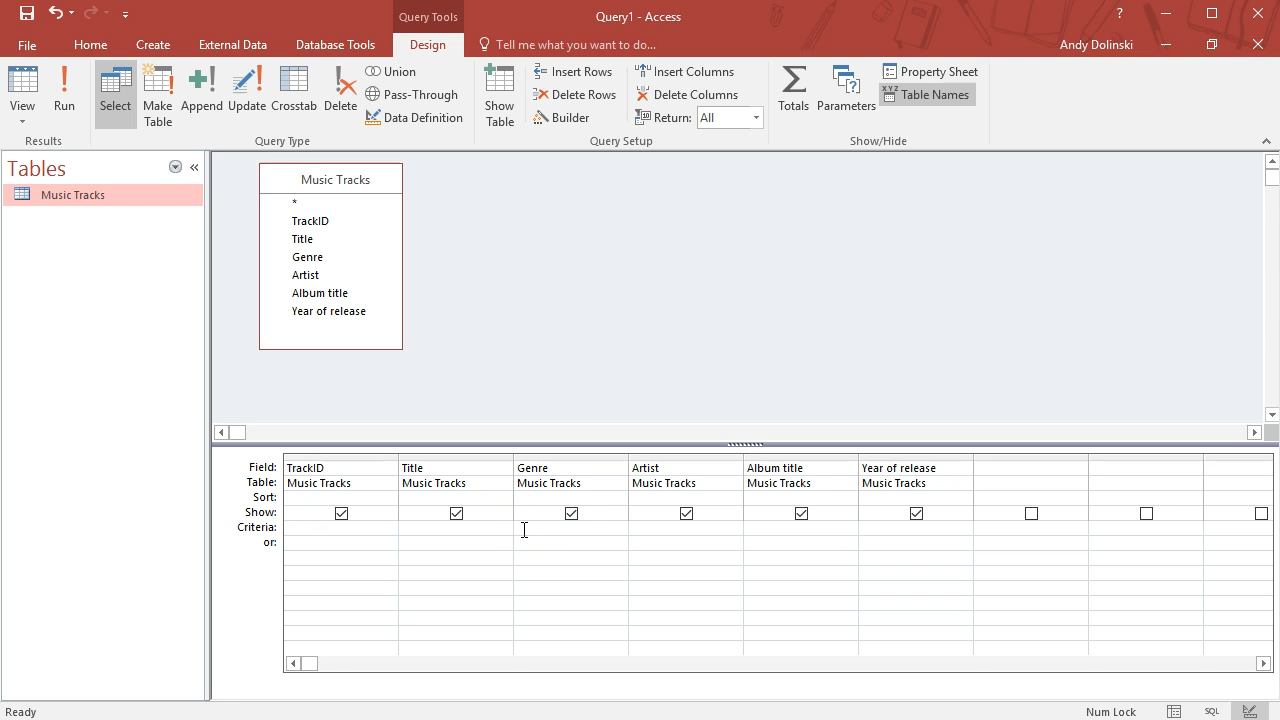 Query Tools
Query1 - Access
?
File
Home
Create
External Data
Database Tools
Design
Tell me what you want to do...
Andy Dolinski
View
Run
Select
Make Table
Append
Update
Crosstab
Delete
Union
Pass-Through
Data Definition
Show Table
Insert Rows
Delete Rows
Builder
Insert Columns
Delete Columns
Return: All
Totals
Parameters
Property Sheet
XYZ Table Names
Results
Query Type
Query Setup
Show/Hide
Tables
Music Tracks
Music Tracks
*
TrackID
Title
Genre
Artist
Album title
Year of release
Field: TrackID Title Genre Artist Album title Year of release
Table: Music Tracks Music Tracks Music Tracks Music Tracks Music Tracks Music Tracks
Sort:
Show:
Criteria:
or:
Ready
Num Lock
SQL